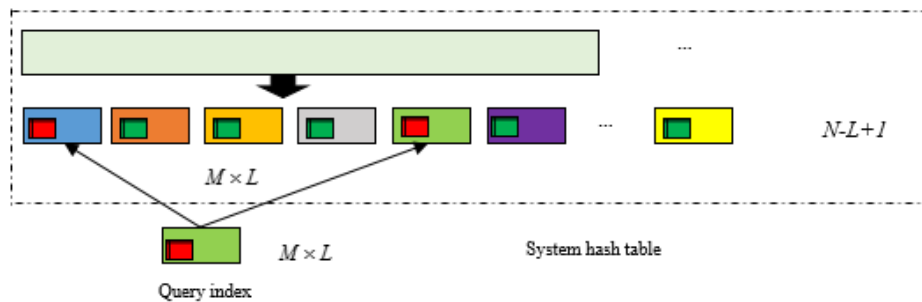 ...
... N-L+1
M × L
M × L System hash table
Query index